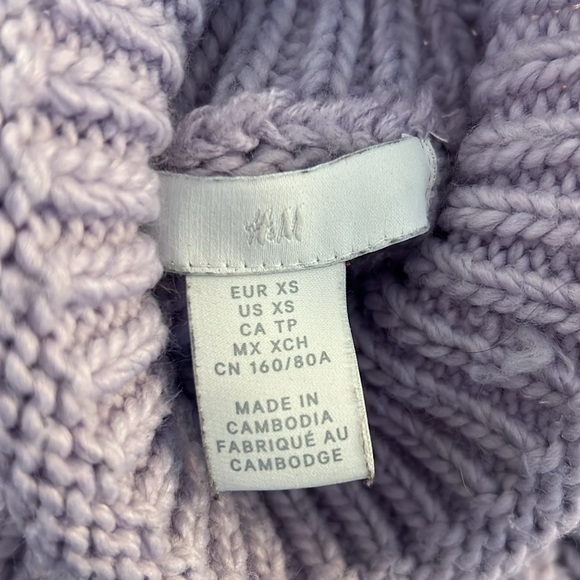 H&M
EUR XS
US XS
CA TP
MX XCH
CN 160/80A
MADE IN
CAMBODIA
FABRIQUÉ AU
CAMBODGE